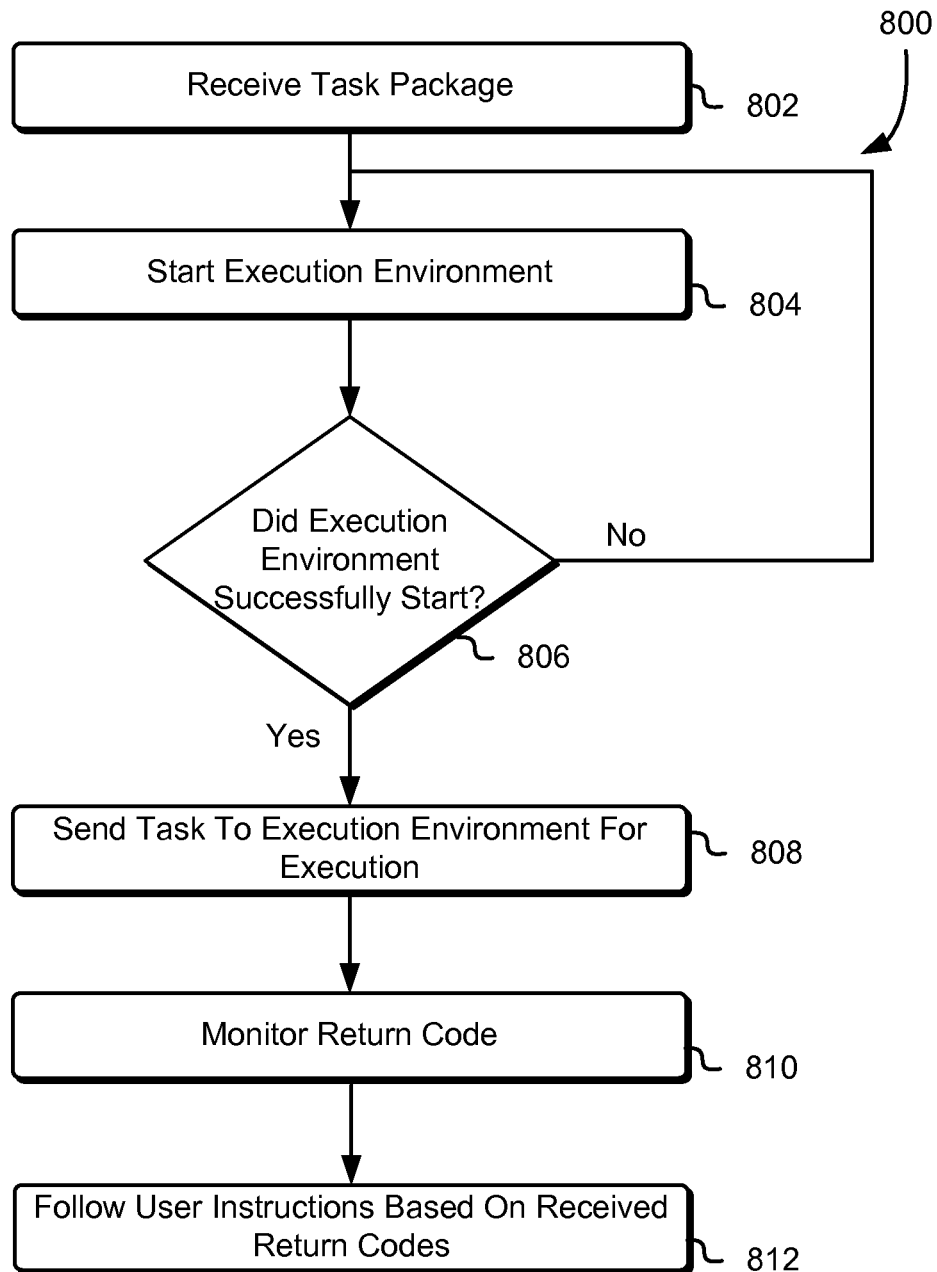 800
Receive Task Package
802
Start Execution Environment
804
Did Execution
Environment
Successfully Start?
No
806
Yes
Send Task To Execution Environment For
Execution
808
Monitor Return Code
810
Follow User Instructions Based On Received
Return Codes
812